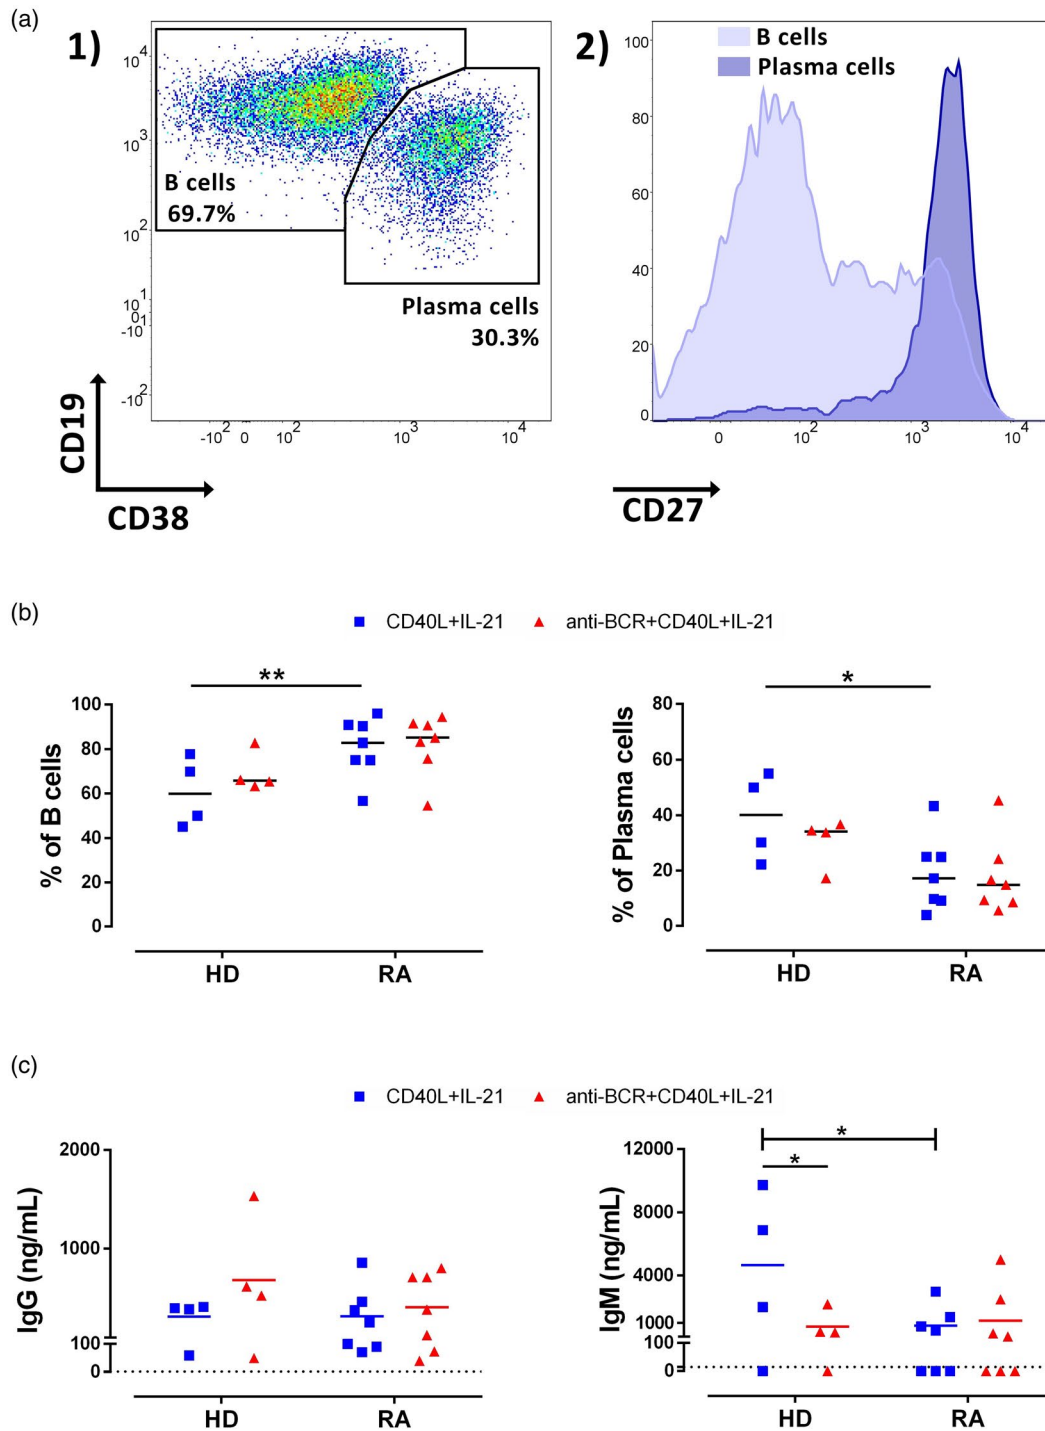 (a)
1)
10^4
10^3
10^2
10^1
0
-10^1
-10^2
B cells
69.7%
Plasma cells
30.3%
-10^2 0 10^2 10^3 10^4
CD19
CD38
2)
B cells
Plasma cells
100
80
60
40
20
0
0 10^2 10^3 10^4
CD27
(b)
CD40L+IL-21 anti-BCR+CD40L+IL-21
**
% of B cells
100
80
60
40
20
0
HD RA
*
% of Plasma cells
80
60
40
20
0
HD RA
(c)
CD40L+IL-21 anti-BCR+CD40L+IL-21
IgG (ng/mL)
2000
1000
100
0
HD RA
*
*
IgM (ng/mL)
12000
8000
4000
1000
100
0
HD RA